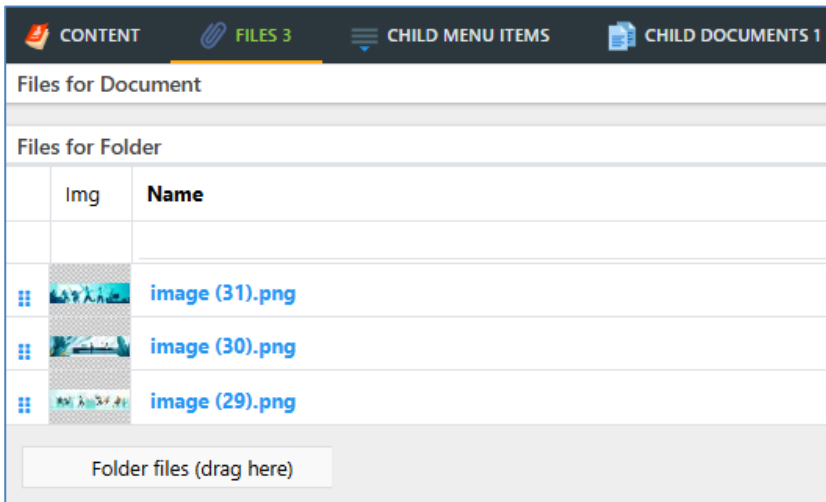 CONTENT FILES 3 CHILD MENU ITEMS CHILD DOCUMENTS 1
Files for Document
Files for Folder
Img Name
image (31).png
image (30).png
image (29).png
Folder files (drag here)